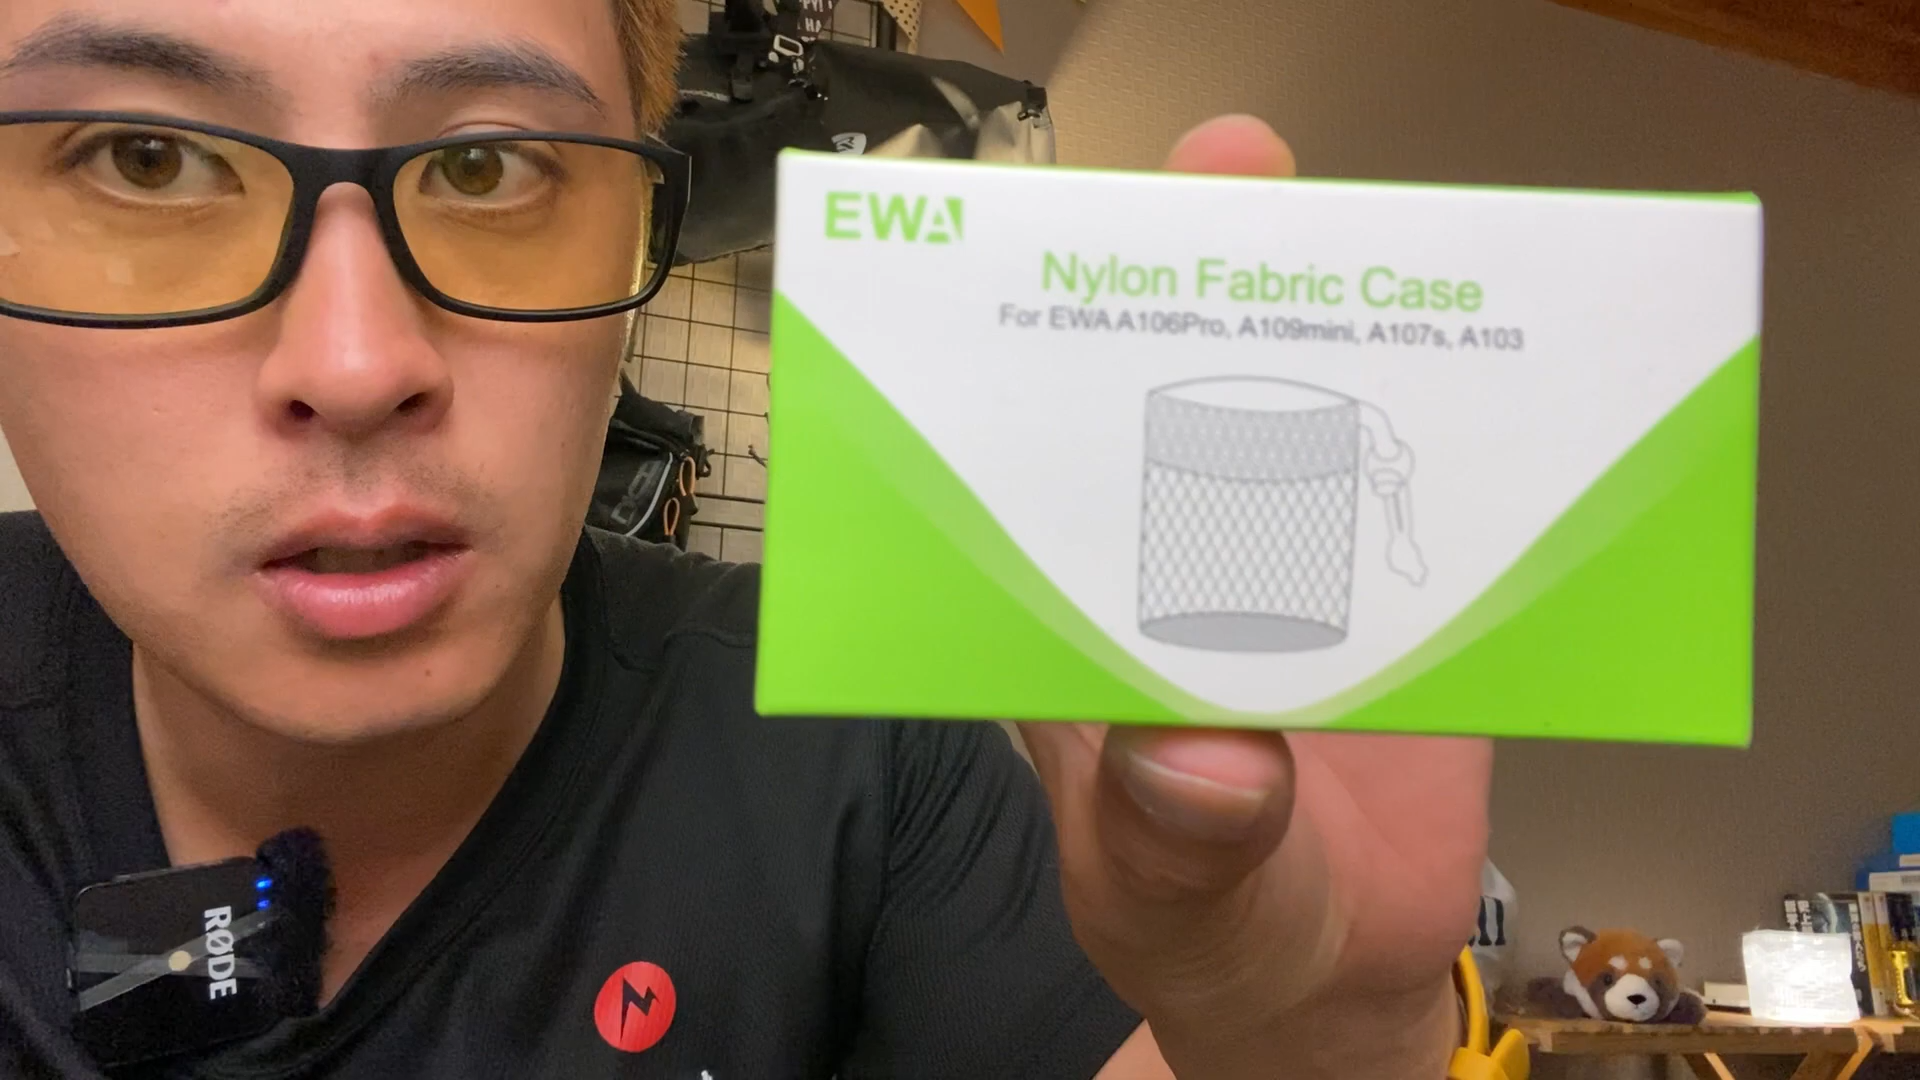 EWA
Nylon Fabric Case
For EWA A106Pro, A109mini, A107s, A103
RØDE